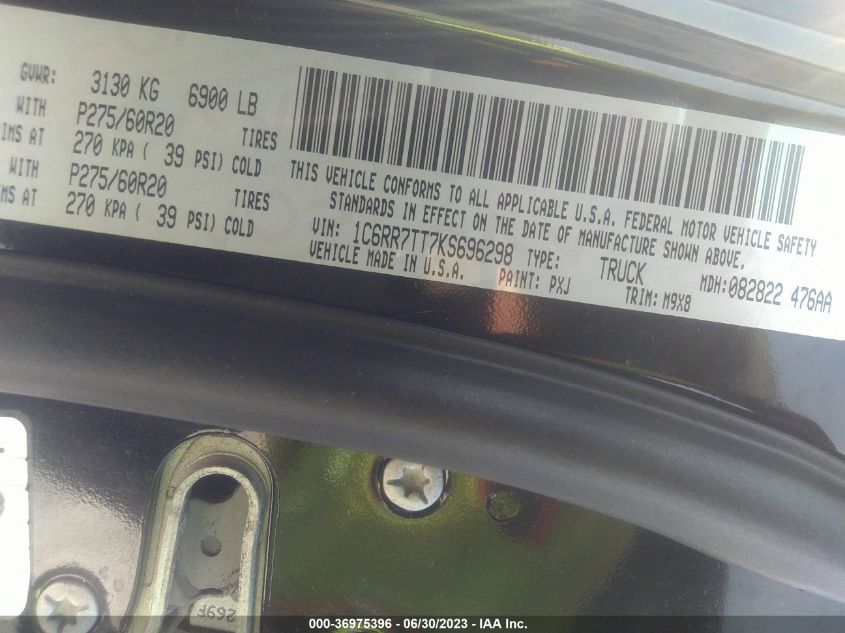 GVWR: 3130 KG 6900 LB
WITH P275/60R20 TIRES
IMS AT 270 KPA ( 39 PSI) COLD
WITH P275/60R20 TIRES
MS AT 270 KPA ( 39 PSI) COLD
THIS VEHICLE CONFORMS TO ALL APPLICABLE U.S.A. FEDERAL MOTOR VEHICLE SAFETY
STANDARDS IN EFFECT ON THE DATE OF MANUFACTURE SHOWN ABOVE.
VIN: 1C6RR7TT7KS696298 TYPE: TRUCK MDH: 082822 476AA
VEHICLE MADE IN U.S.A. PAINT: PXJ TRIM: M9X8
269F
000-36975396 - 06/30/2023 - IAA Inc.